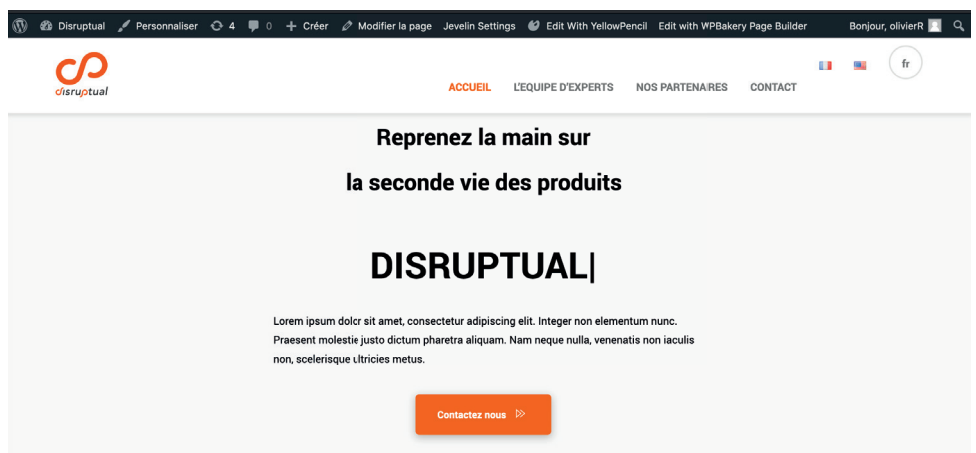 Disruptual Personnaliser 4 0 + Créer Modifier la page Jevelin Settings Edit With YellowPencil Edit with WPBakery Page Builder Bonjour, olivierR
disruptual
fr
ACCUEIL L'EQUIPE D'EXPERTS NOS PARTENAIRES CONTACT
Reprenez la main sur
la seconde vie des produits
DISRUPTUAL|
Lorem ipsum dolor sit amet, consectetur adipiscing elit. Integer non elementum nunc.
Praesent molestie justo dictum pharetra aliquam. Nam neque nulla, venenatis non iaculis
non, scelerisque ultricies metus.
Contactez nous